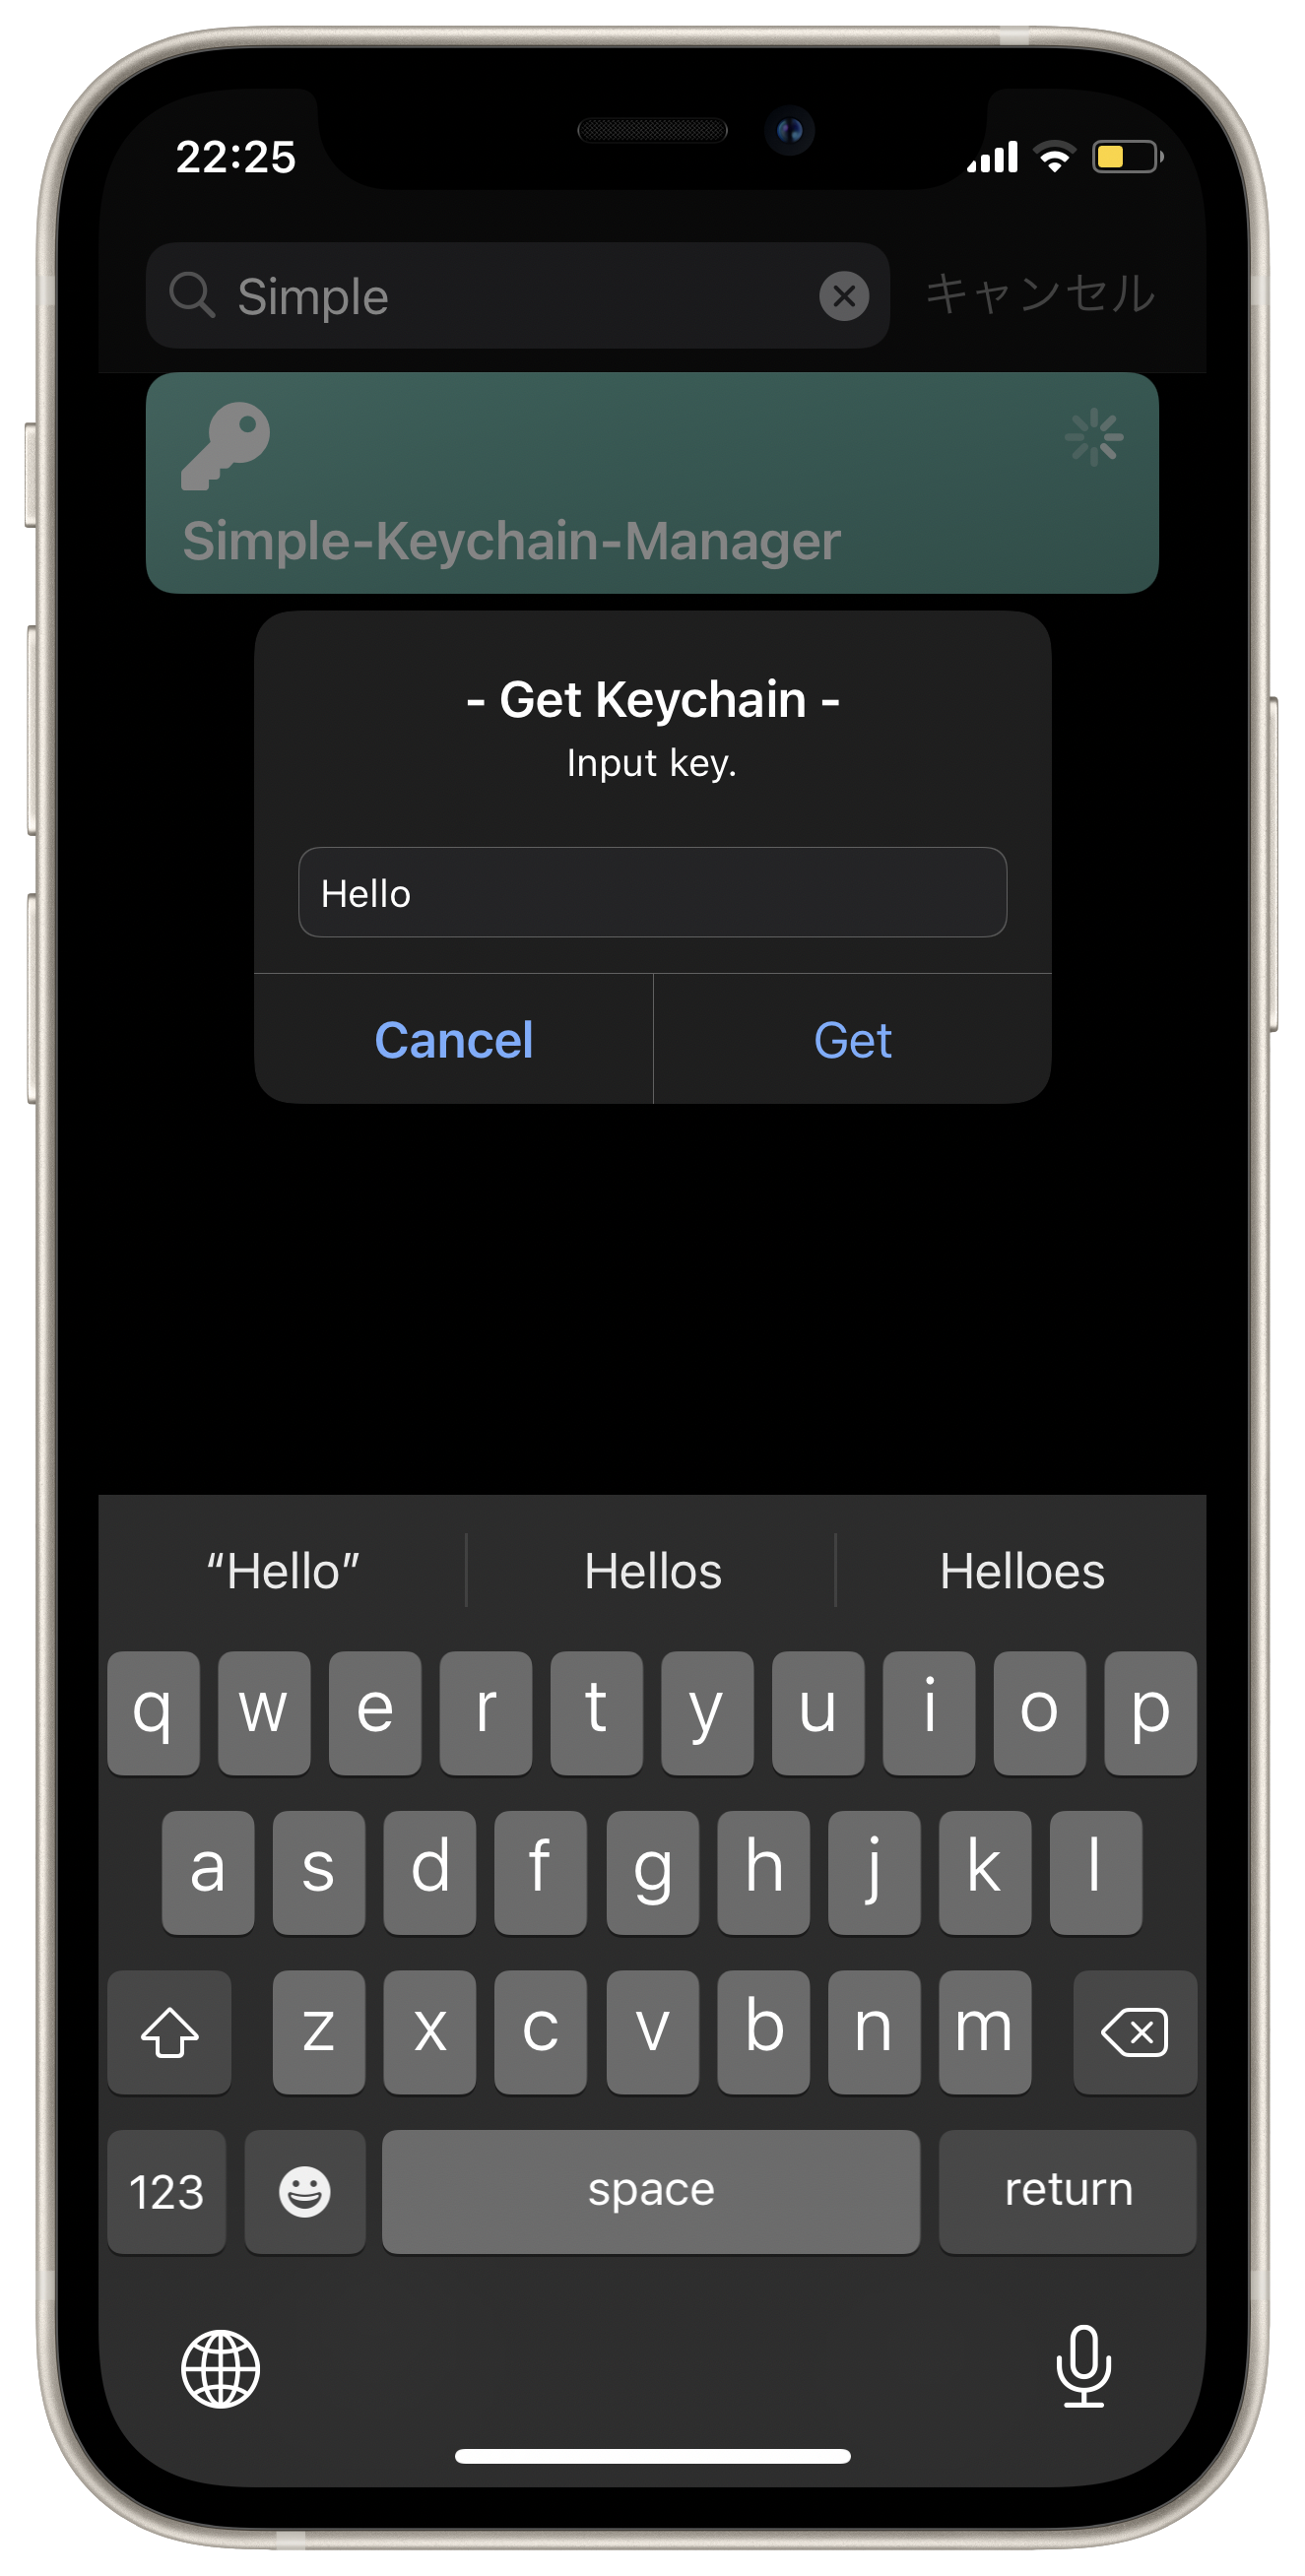 22:25
Simple
キャンセル
Simple-Keychain-Manager
- Get Keychain -
Input key.
Hello
Cancel
Get
“Hello”
Hellos
Helloes
q w e r t y u i o p
a s d f g h j k l
z x c v b n m
123
space
return